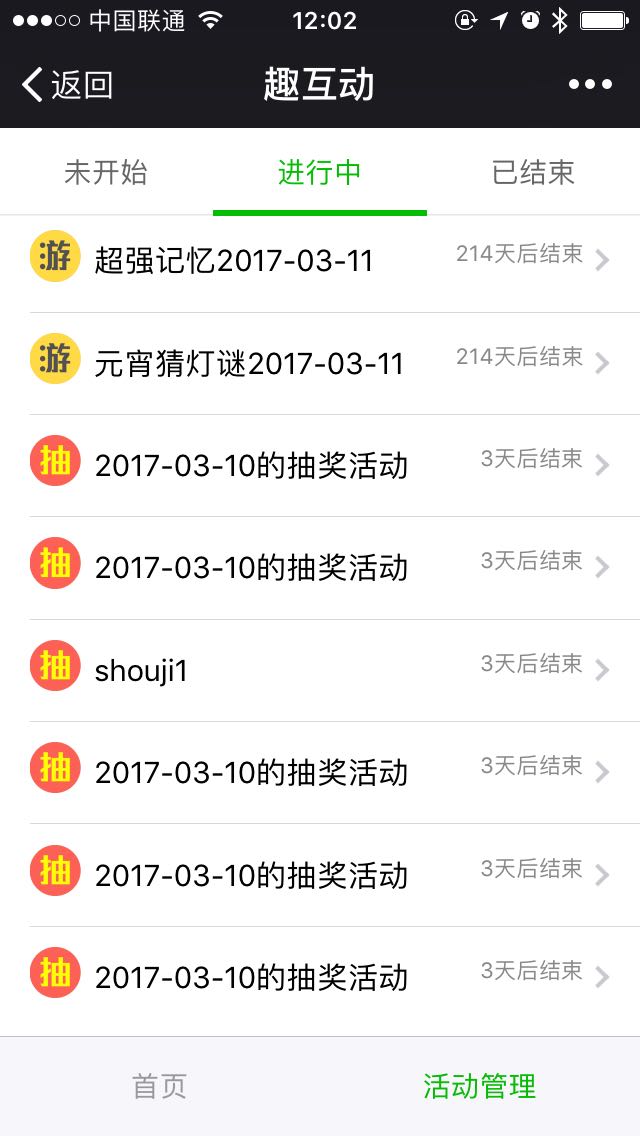 中国联通 12:02
返回 趣互动
未开始 进行中 已结束
游 超强记忆2017-03-11 214天后结束
游 元宵猜灯谜2017-03-11 214天后结束
抽 2017-03-10的抽奖活动 3天后结束
抽 2017-03-10的抽奖活动 3天后结束
抽 shouji1 3天后结束
抽 2017-03-10的抽奖活动 3天后结束
抽 2017-03-10的抽奖活动 3天后结束
抽 2017-03-10的抽奖活动 3天后结束
首页 活动管理